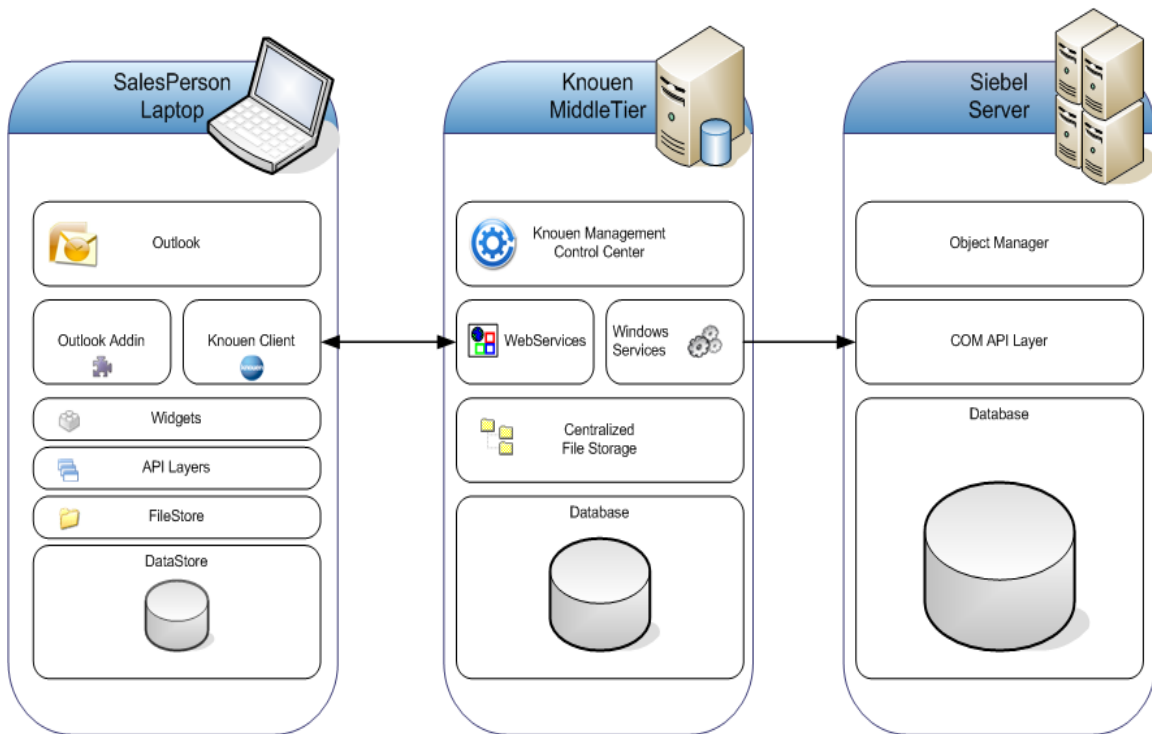 SalesPerson
Laptop
Outlook
Outlook Addin
Knouen Client
knouen
Widgets
API Layers
FileStore
DataStore
Knouen
MiddleTier
Knouen Management
Control Center
WebServices
Windows
Services
Centralized
File Storage
Database
Siebel
Server
Object Manager
COM API Layer
Database